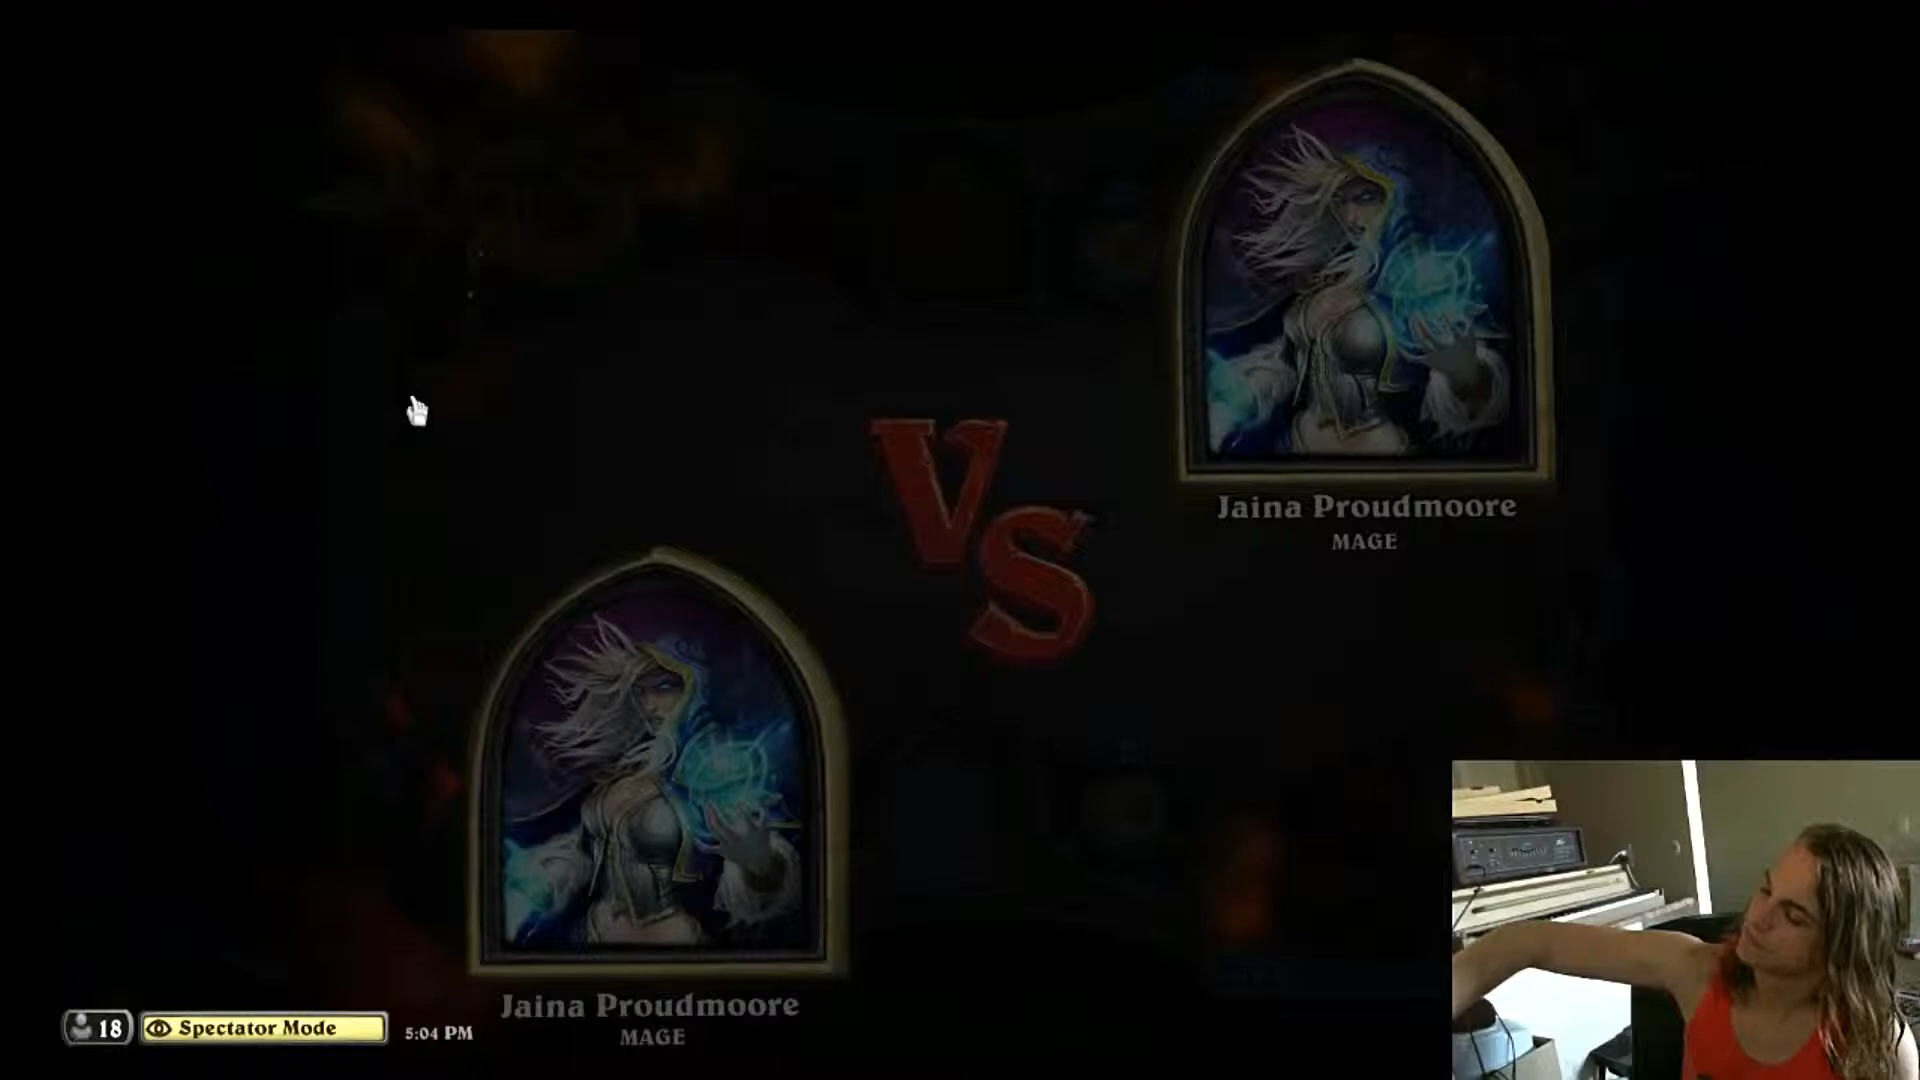 VS
Jaina Proudmoore
MAGE
Jaina Proudmoore
MAGE
18
Spectator Mode
5:04 PM